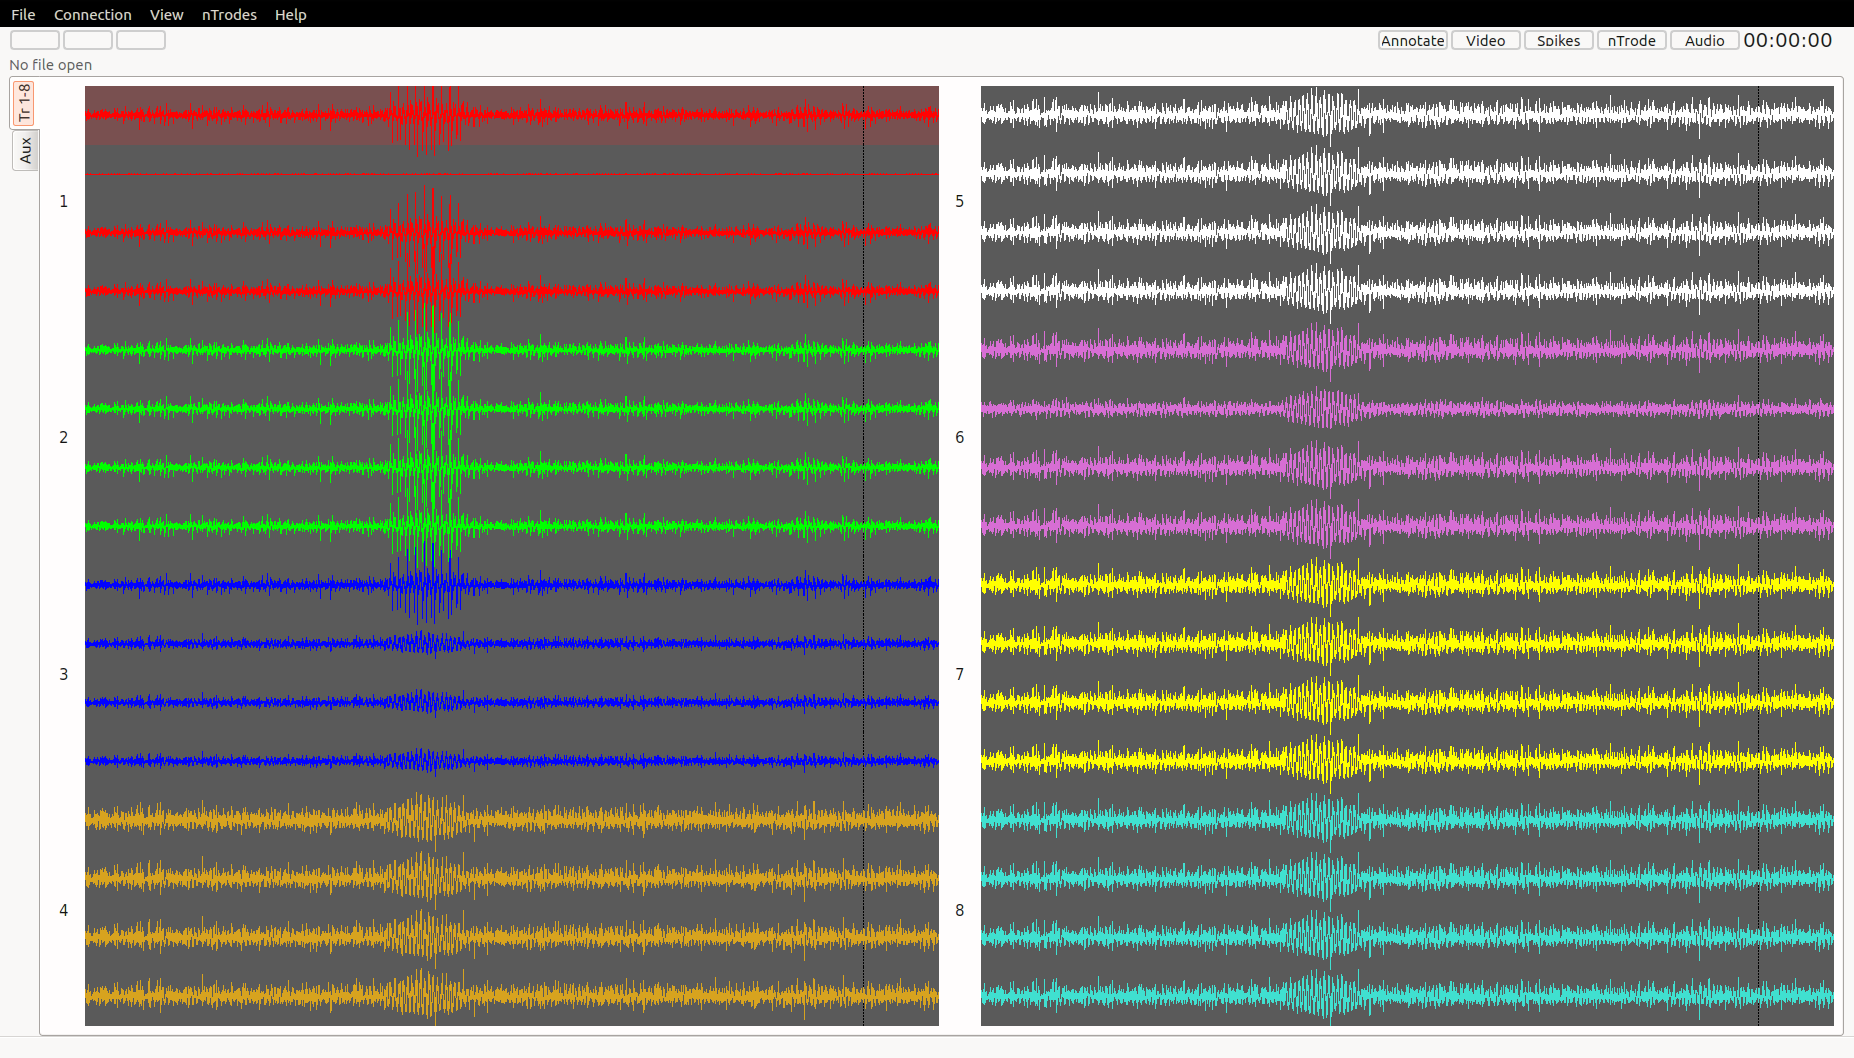 File Connection View nTrodes Help
Annotate Video Spikes nTrode Audio 00:00:00
No file open
Tr 1-8
Aux
1
2
3
4
5
6
7
8